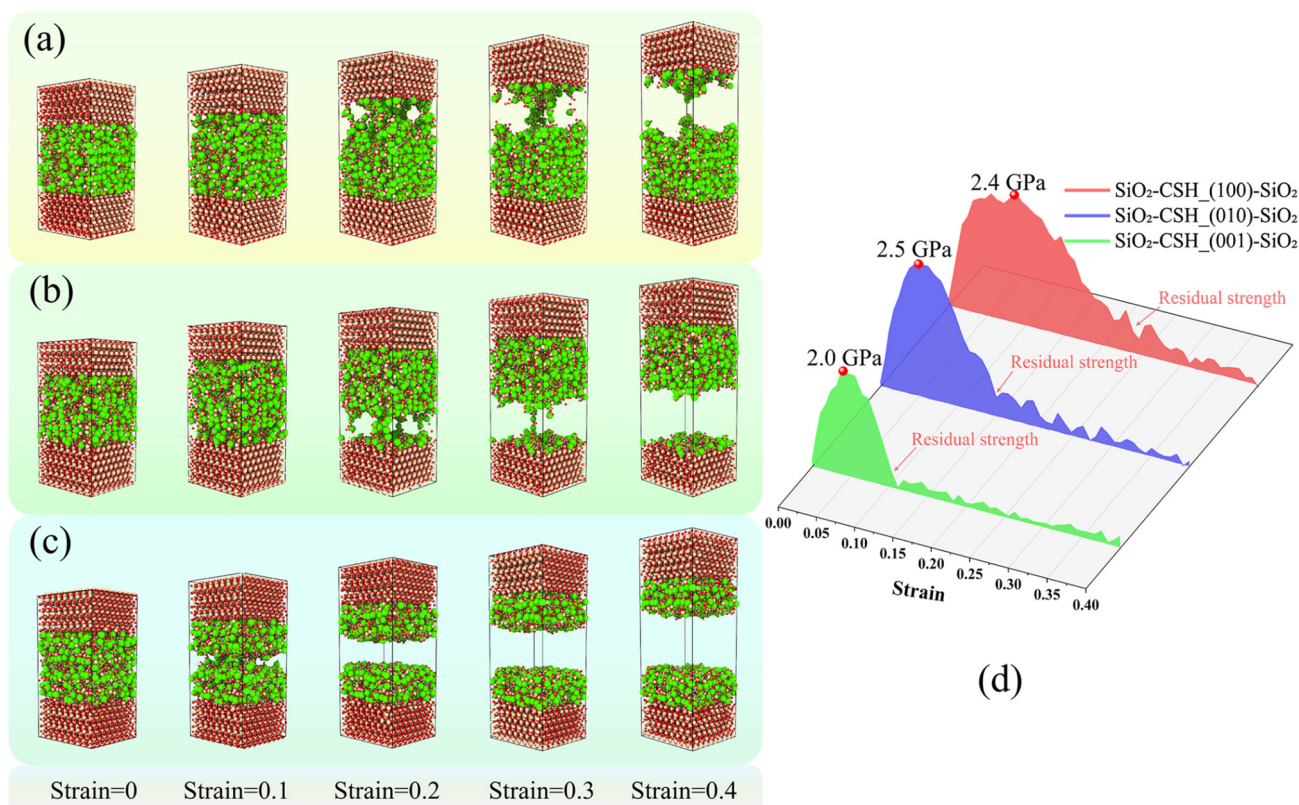 (a)
(b)
(c)
Strain=0
Strain=0.1
Strain=0.2
Strain=0.3
Strain=0.4
2.4 GPa
SiO₂-CSH_(100)-SiO₂
SiO₂-CSH_(010)-SiO₂
SiO₂-CSH_(001)-SiO₂
2.5 GPa
Residual strength
2.0 GPa
Residual strength
Residual strength
0.00
0.05
0.10
0.15
0.20
0.25
0.30
0.35
0.40
Strain
(d)